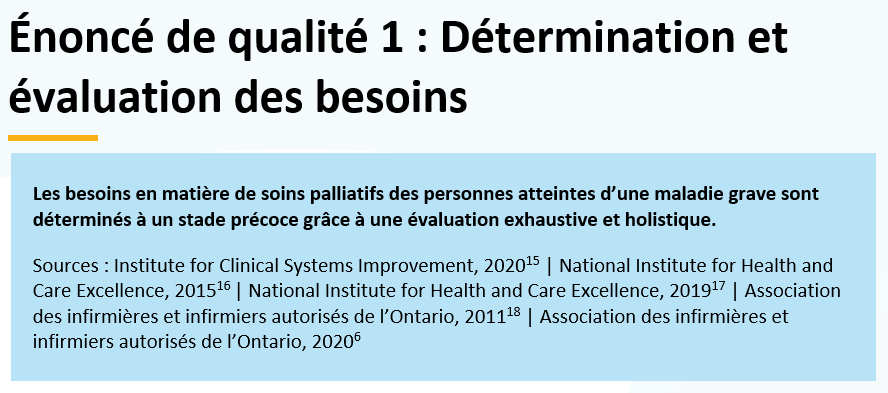 Énoncé de qualité 1 : Détermination et
évaluation des besoins
Les besoins en matière de soins palliatifs des personnes atteintes d’une maladie grave sont
déterminés à un stade précoce grâce à une évaluation exhaustive et holistique.
Sources : Institute for Clinical Systems Improvement, 2020¹⁵ | National Institute for Health and
Care Excellence, 2015¹⁶ | National Institute for Health and Care Excellence, 2019¹⁷ | Association
des infirmières et infirmiers autorisés de l’Ontario, 2011¹⁸ | Association des infirmières et
infirmiers autorisés de l’Ontario, 2020⁶